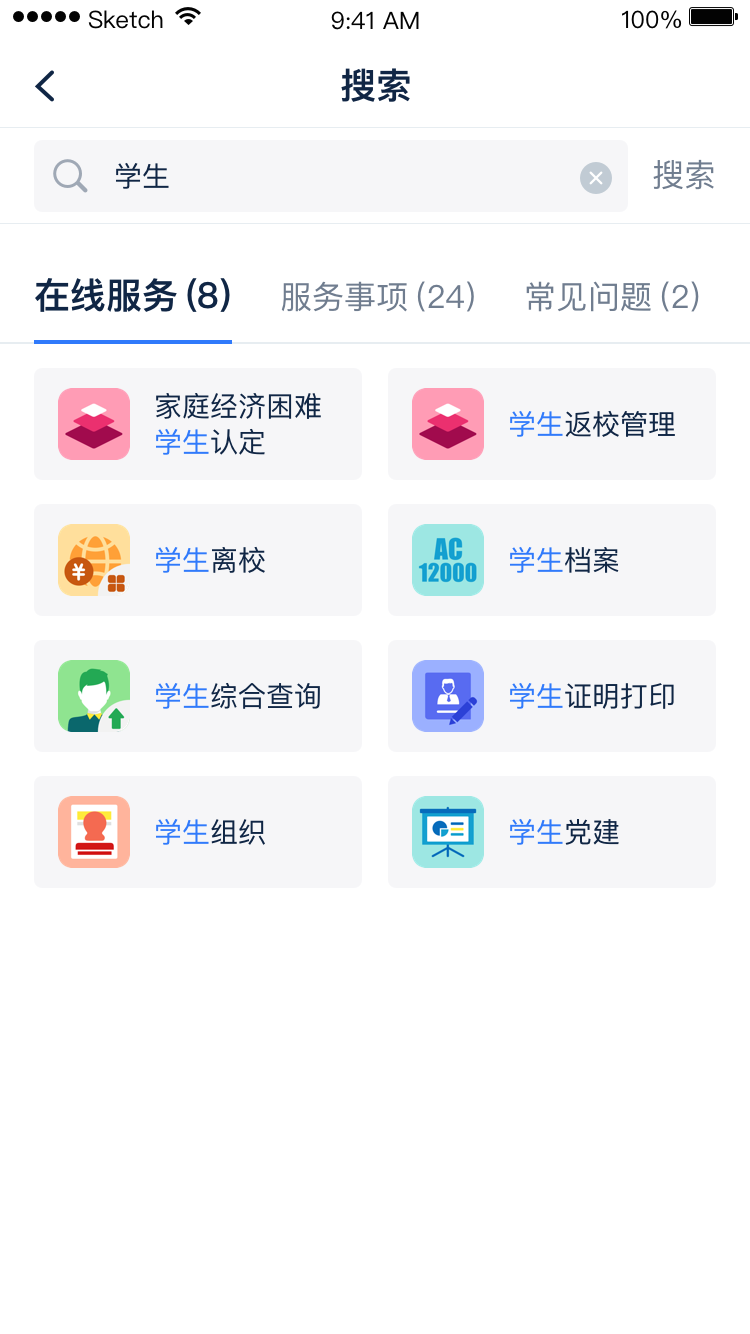 Sketch 9:41 AM 100%
搜索
学生 搜索
在线服务 (8) 服务事项 (24) 常见问题 (2)
家庭经济困难
学生认定
学生返校管理
¥ 学生离校
AC
12000
学生档案
学生综合查询 学生证明打印
学生组织 学生党建